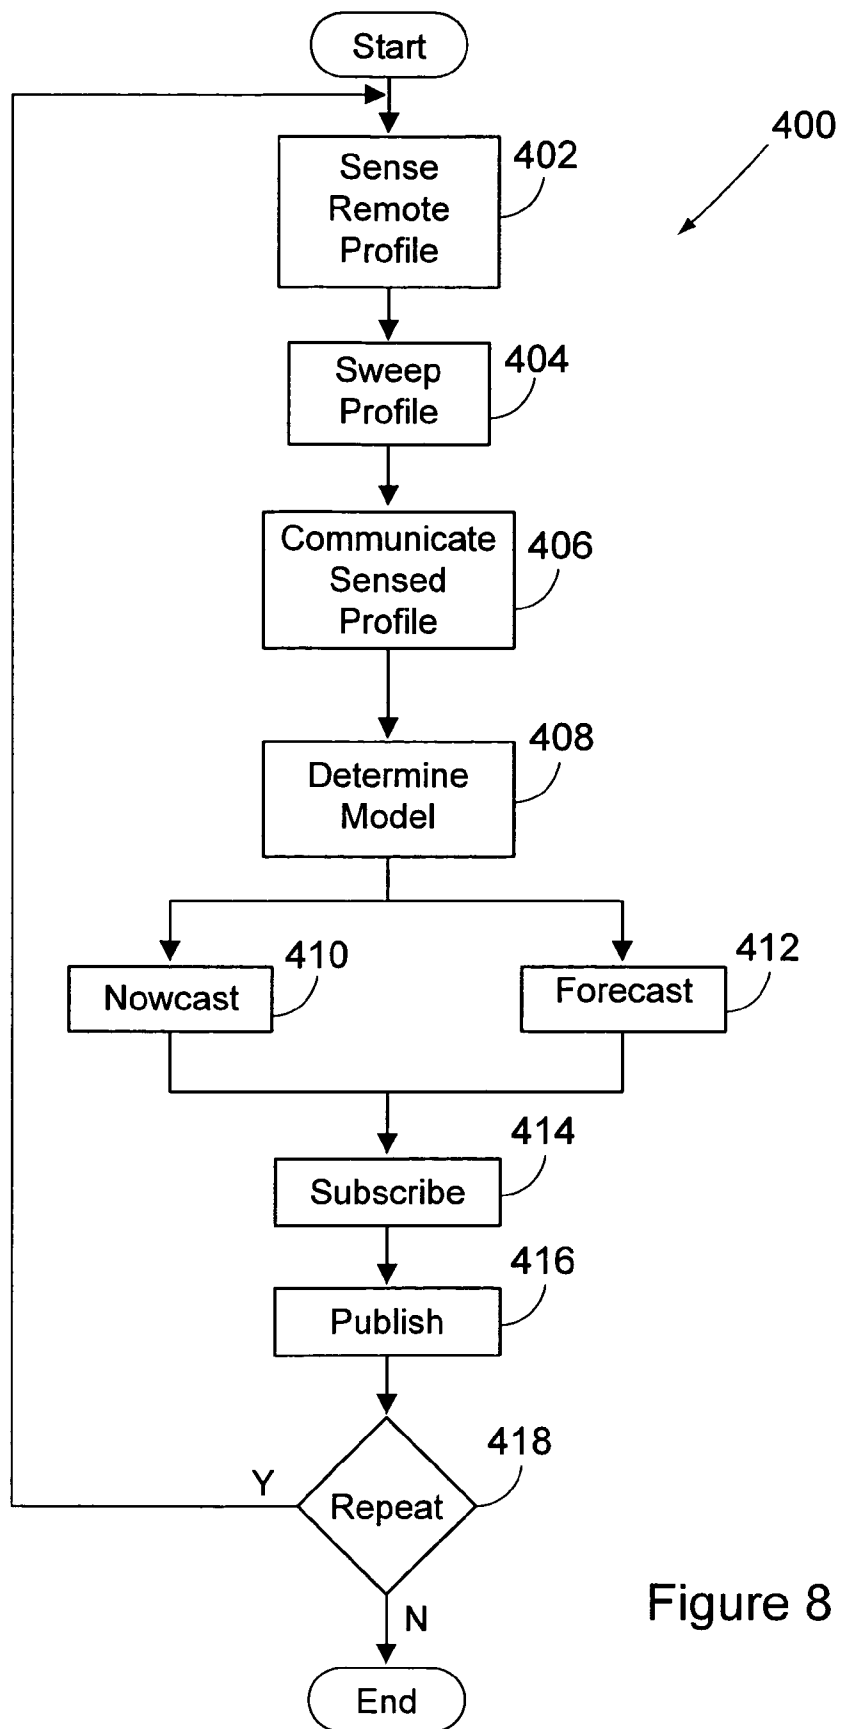 Start
400
402
Sense
Remote
Profile
404
Sweep
Profile
406
Communicate
Sensed
Profile
408
Determine
Model
410
Nowcast
412
Forecast
414
Subscribe
416
Publish
418
Y
Repeat
N
Figure 8
End